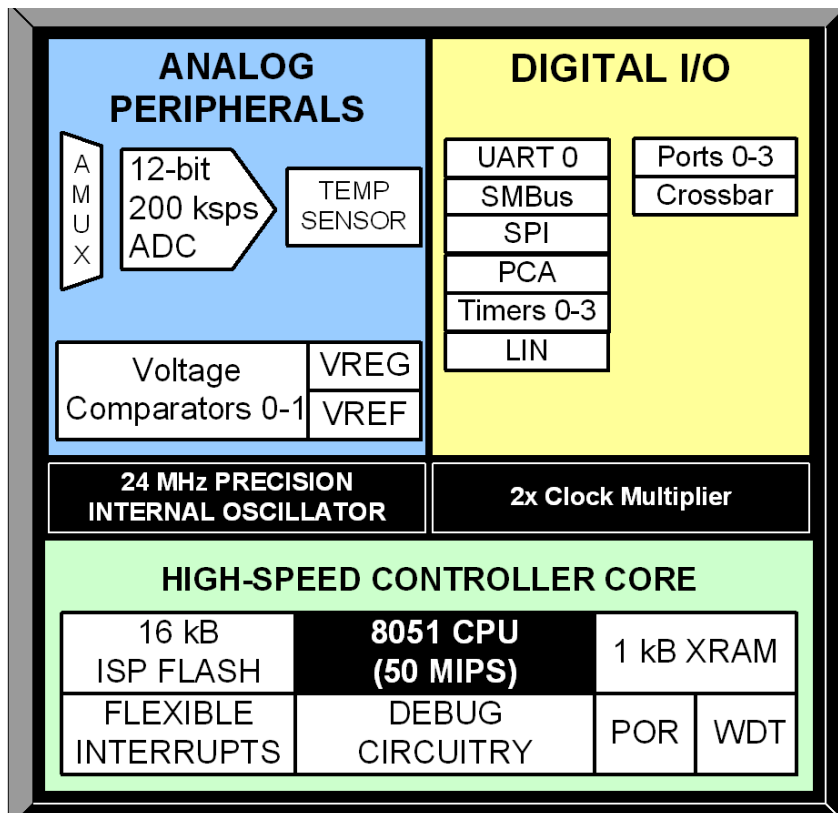 ANALOG
PERIPHERALS
A
M
U
X
12-bit
200 ksps
ADC
TEMP
SENSOR
Voltage
Comparators 0-1
VREG
VREF
DIGITAL I/O
UART 0
SMBus
SPI
PCA
Timers 0-3
LIN
Ports 0-3
Crossbar
24 MHz PRECISION
INTERNAL OSCILLATOR
2x Clock Multiplier
HIGH-SPEED CONTROLLER CORE
16 kB
ISP FLASH
8051 CPU
(50 MIPS)
1 kB XRAM
FLEXIBLE
INTERRUPTS
DEBUG
CIRCUITRY
POR
WDT